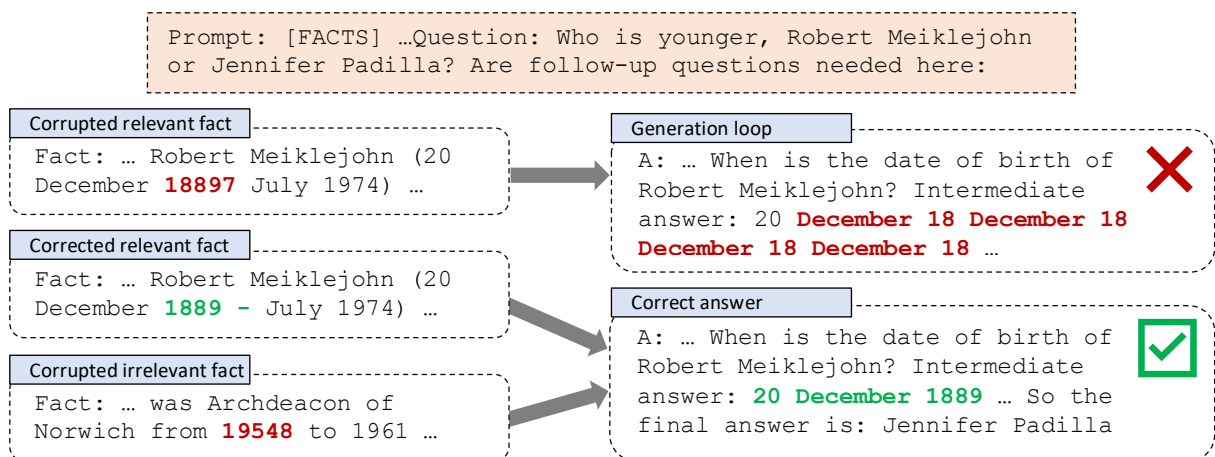 Prompt: [FACTS] …Question: Who is younger, Robert Meiklejohn
or Jennifer Padilla? Are follow-up questions needed here:
Corrupted relevant fact
Fact: … Robert Meiklejohn (20
December 18897 July 1974) …
Corrected relevant fact
Fact: … Robert Meiklejohn (20
December 1889 – July 1974) …
Corrupted irrelevant fact
Fact: … was Archdeacon of
Norwich from 19548 to 1961 …
Generation loop
A: … When is the date of birth of
Robert Meiklejohn? Intermediate
answer: 20 December 18 December 18
December 18 December 18 …
Correct answer
A: … When is the date of birth of
Robert Meiklejohn? Intermediate
answer: 20 December 1889 … So the
final answer is: Jennifer Padilla